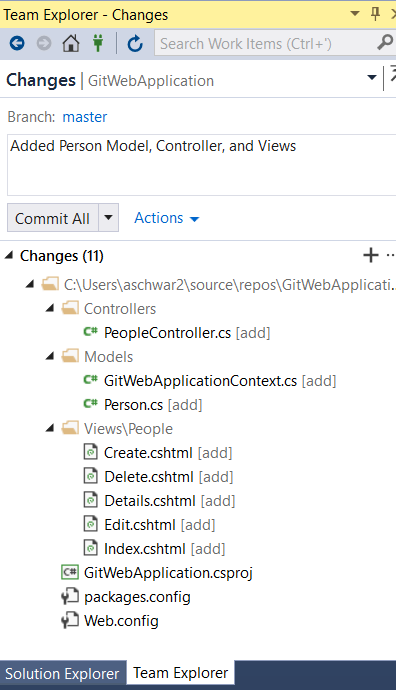 Team Explorer - Changes
Search Work Items (Ctrl+')
Changes | GitWebApplication
Branch: master
Added Person Model, Controller, and Views
Commit All Actions
Changes (11)
C:\Users\aschwar2\source\repos\GitWebApplicati...
Controllers
C# PeopleController.cs [add]
Models
C# GitWebApplicationContext.cs [add]
C# Person.cs [add]
Views\People
Create.cshtml [add]
Delete.cshtml [add]
Details.cshtml [add]
Edit.cshtml [add]
Index.cshtml [add]
C# GitWebApplication.csproj
packages.config
Web.config
Solution Explorer Team Explorer